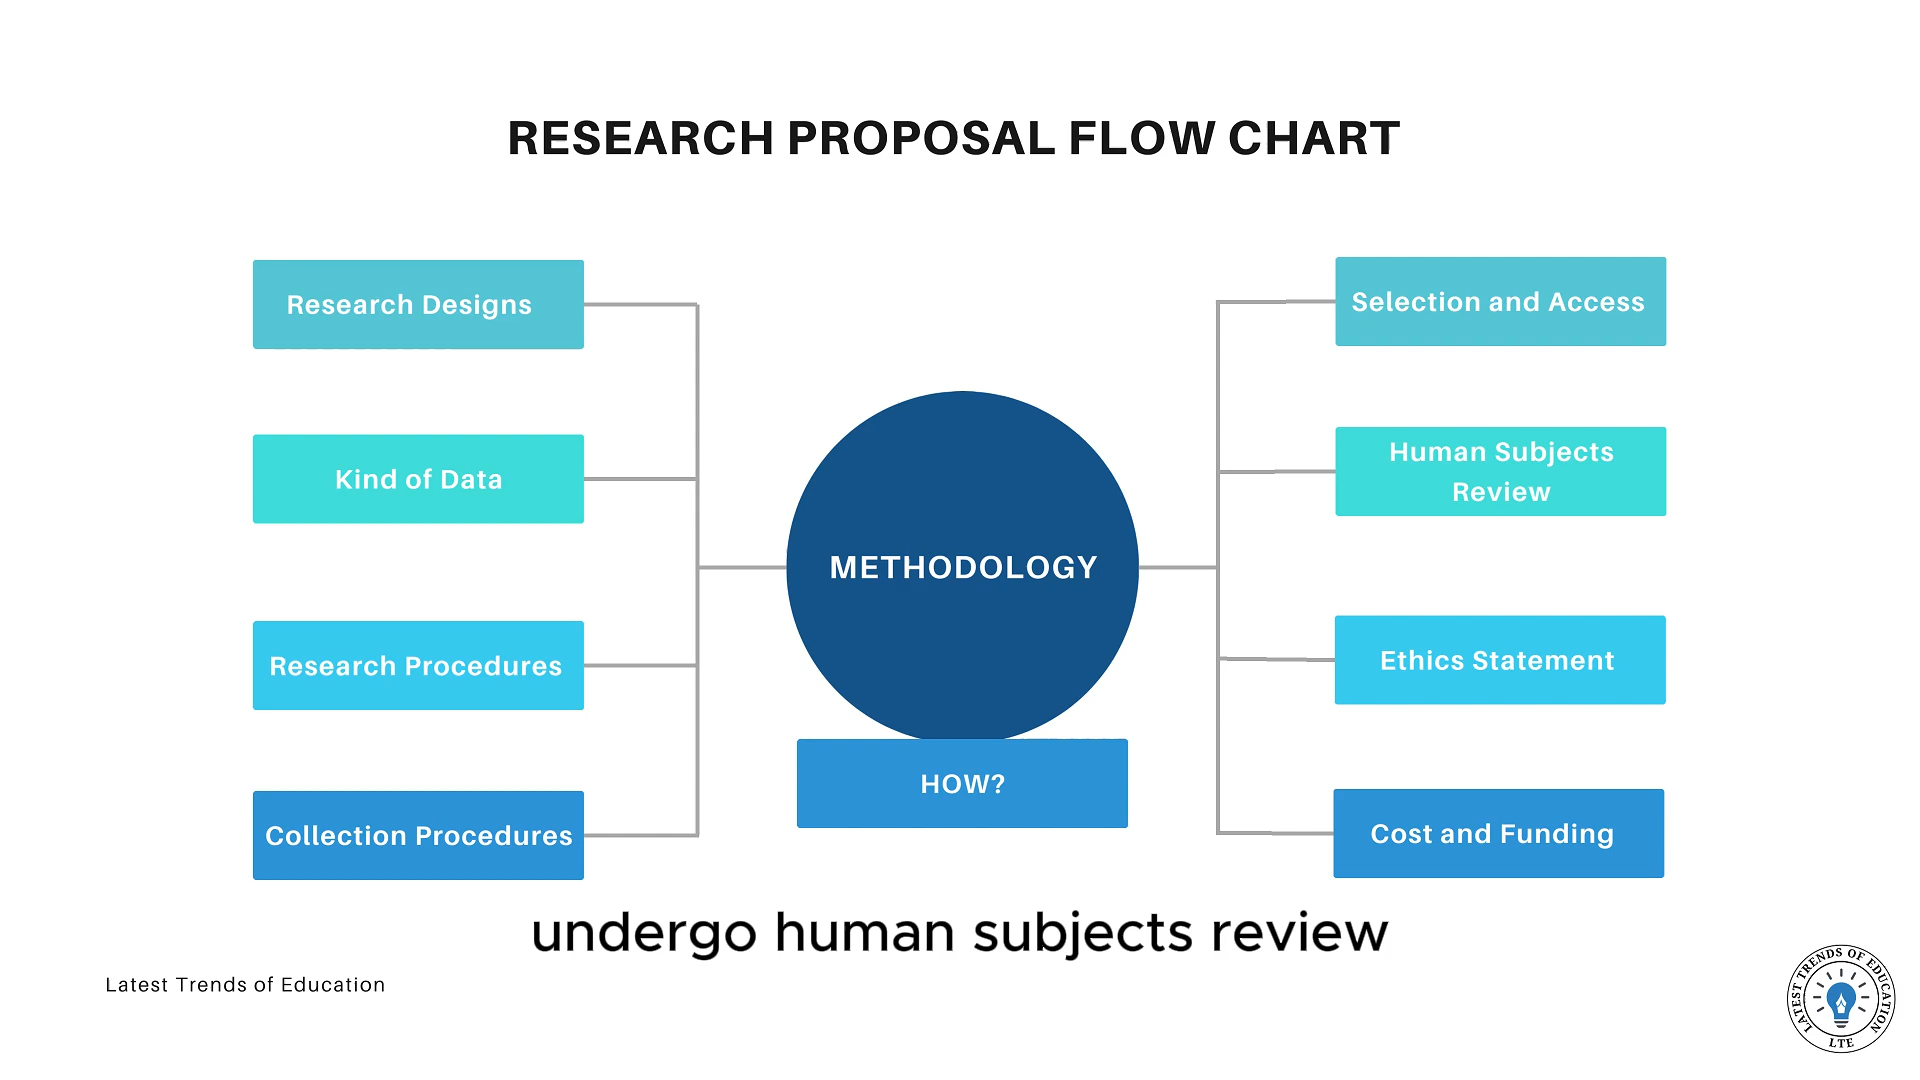 RESEARCH PROPOSAL FLOW CHART
Research Designs
Kind of Data
Research Procedures
Collection Procedures
METHODOLOGY
HOW?
Selection and Access
Human Subjects
Review
Ethics Statement
Cost and Funding
undergo human subjects review
Latest Trends of Education
LATEST TRENDS OF EDUCATION
LTE